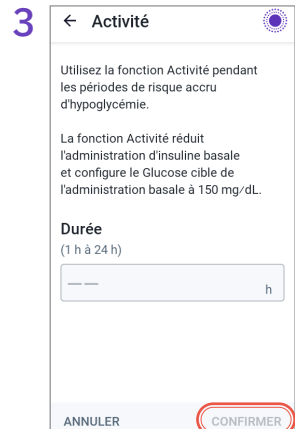 3
← Activité
Utilisez la fonction Activité pendant
les périodes de risque accru
d'hypoglycémie.
La fonction Activité réduit
l'administration d'insuline basale
et configure le Glucose cible de
l'administration basale à 150 mg/dL.
Durée
(1 h à 24 h)
—— h
ANNULER CONFIRMER